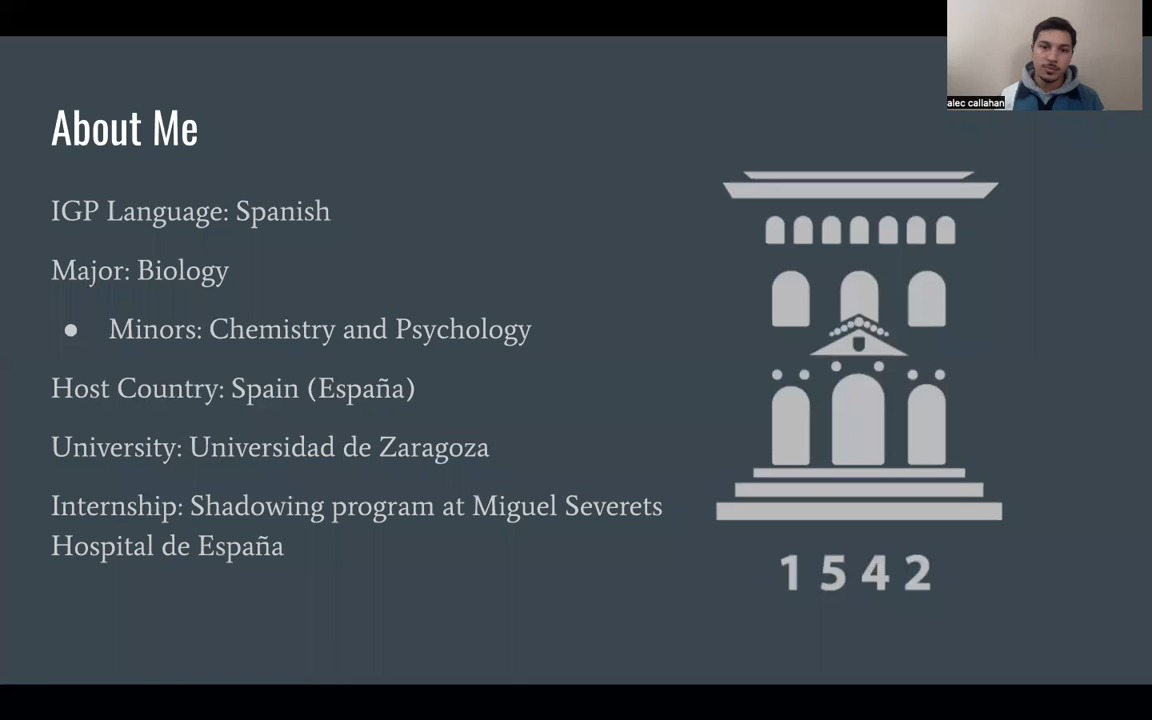 alec callahan
About Me
IGP Language: Spanish
Major: Biology
● Minors: Chemistry and Psychology
Host Country: Spain (España)
University: Universidad de Zaragoza
Internship: Shadowing program at Miguel Severets
Hospital de España
1542